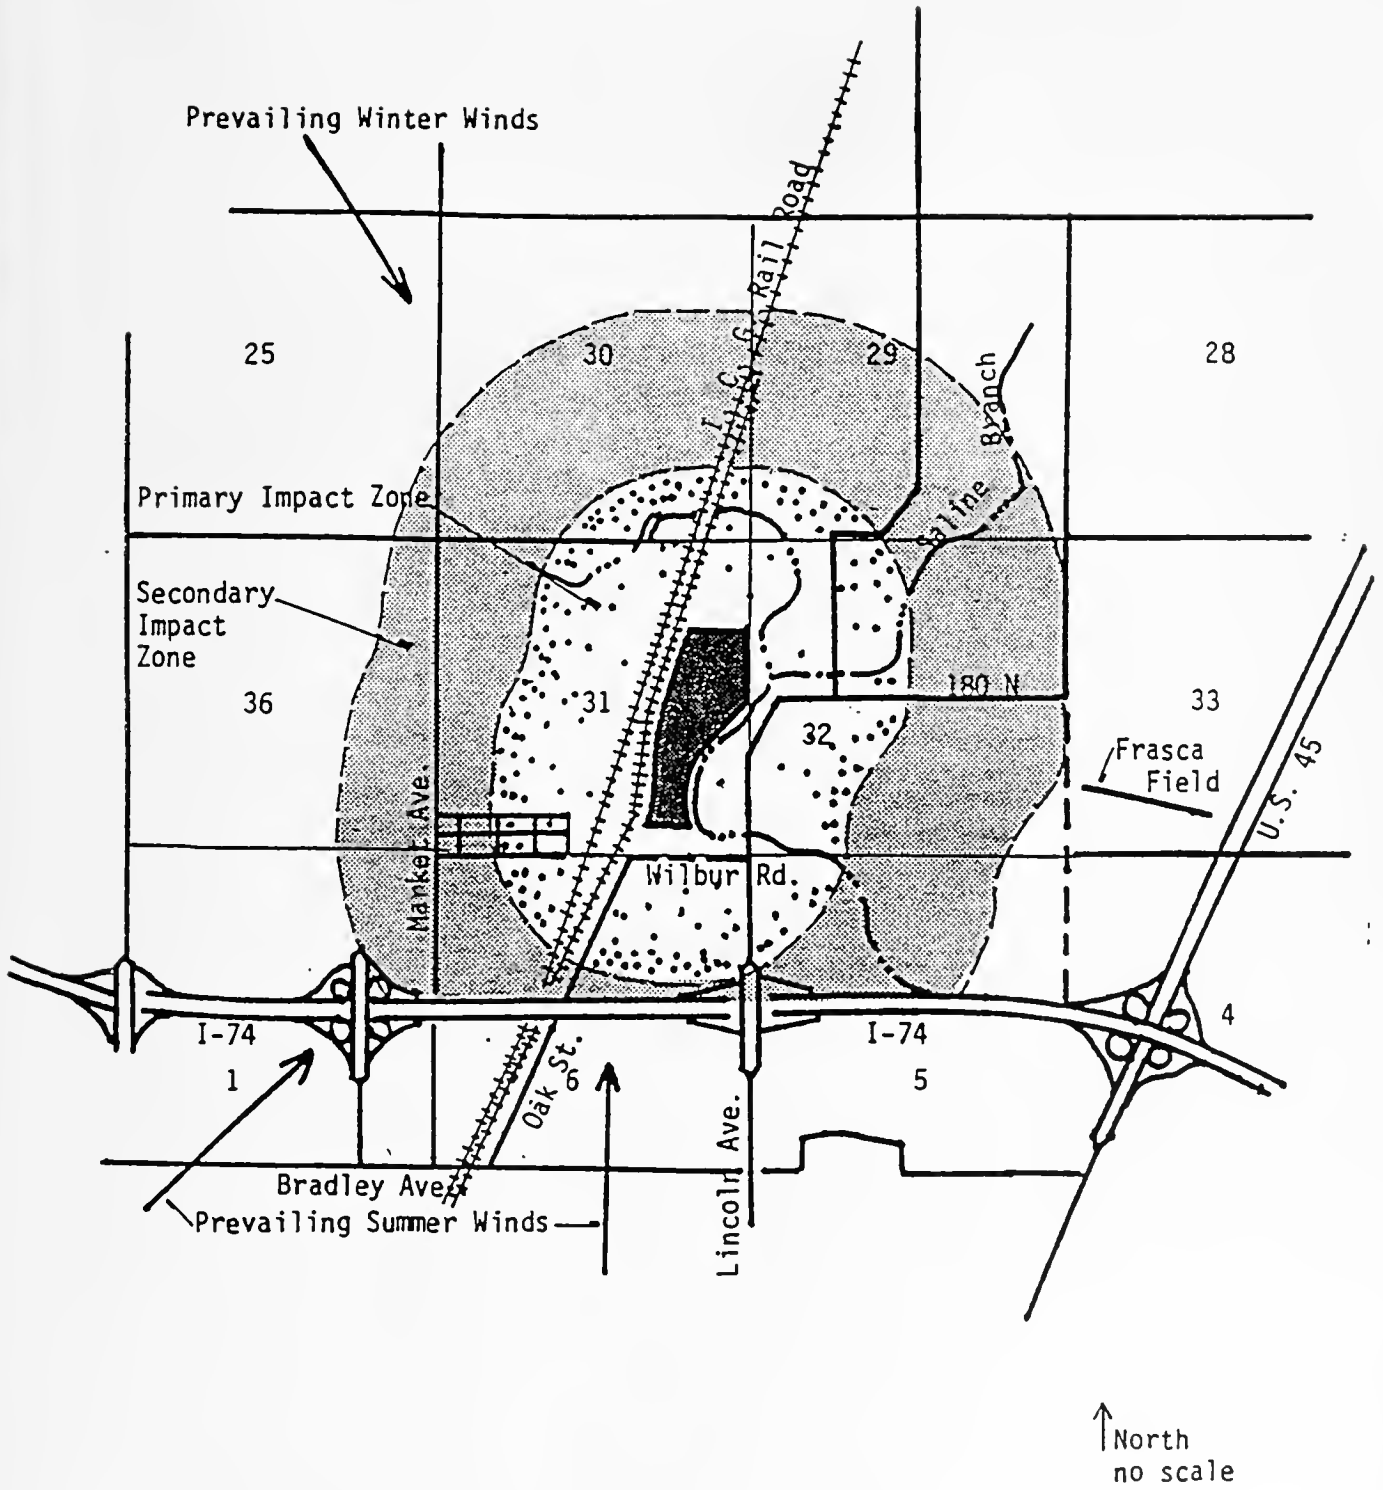 Prevailing Winter Winds
I C G Rail Road
25
30
29
28
Branch
Primary Impact Zone
Saline
Secondary
Impact
Zone
180 N
36
31
32
33
Frasca
Field
U.S. 45
Market Ave.
Wilbur Rd.
I-74
I-74
4
1
6
5
Oak St.
Lincoln Ave.
Bradley Ave.
Prevailing Summer Winds
North
no scale